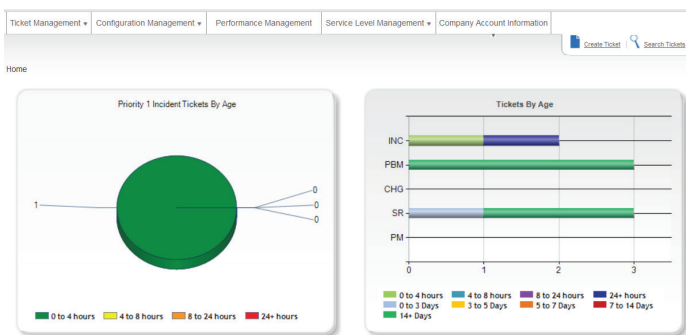 Ticket Management Configuration Management Performance Management Service Level Management Company Account Information
Create Ticket Search Tickets
Home
Priority 1 Incident Tickets By Age
1
0
0
0
0 to 4 hours 4 to 8 hours 8 to 24 hours 24+ hours
Tickets By Age
INC
PBM
CHG
SR
PM
0 1 2 3
0 to 4 hours 4 to 8 hours 8 to 24 hours 24+ hours
0 to 3 Days 3 to 5 Days 5 to 7 Days 7 to 14 Days
14+ Days